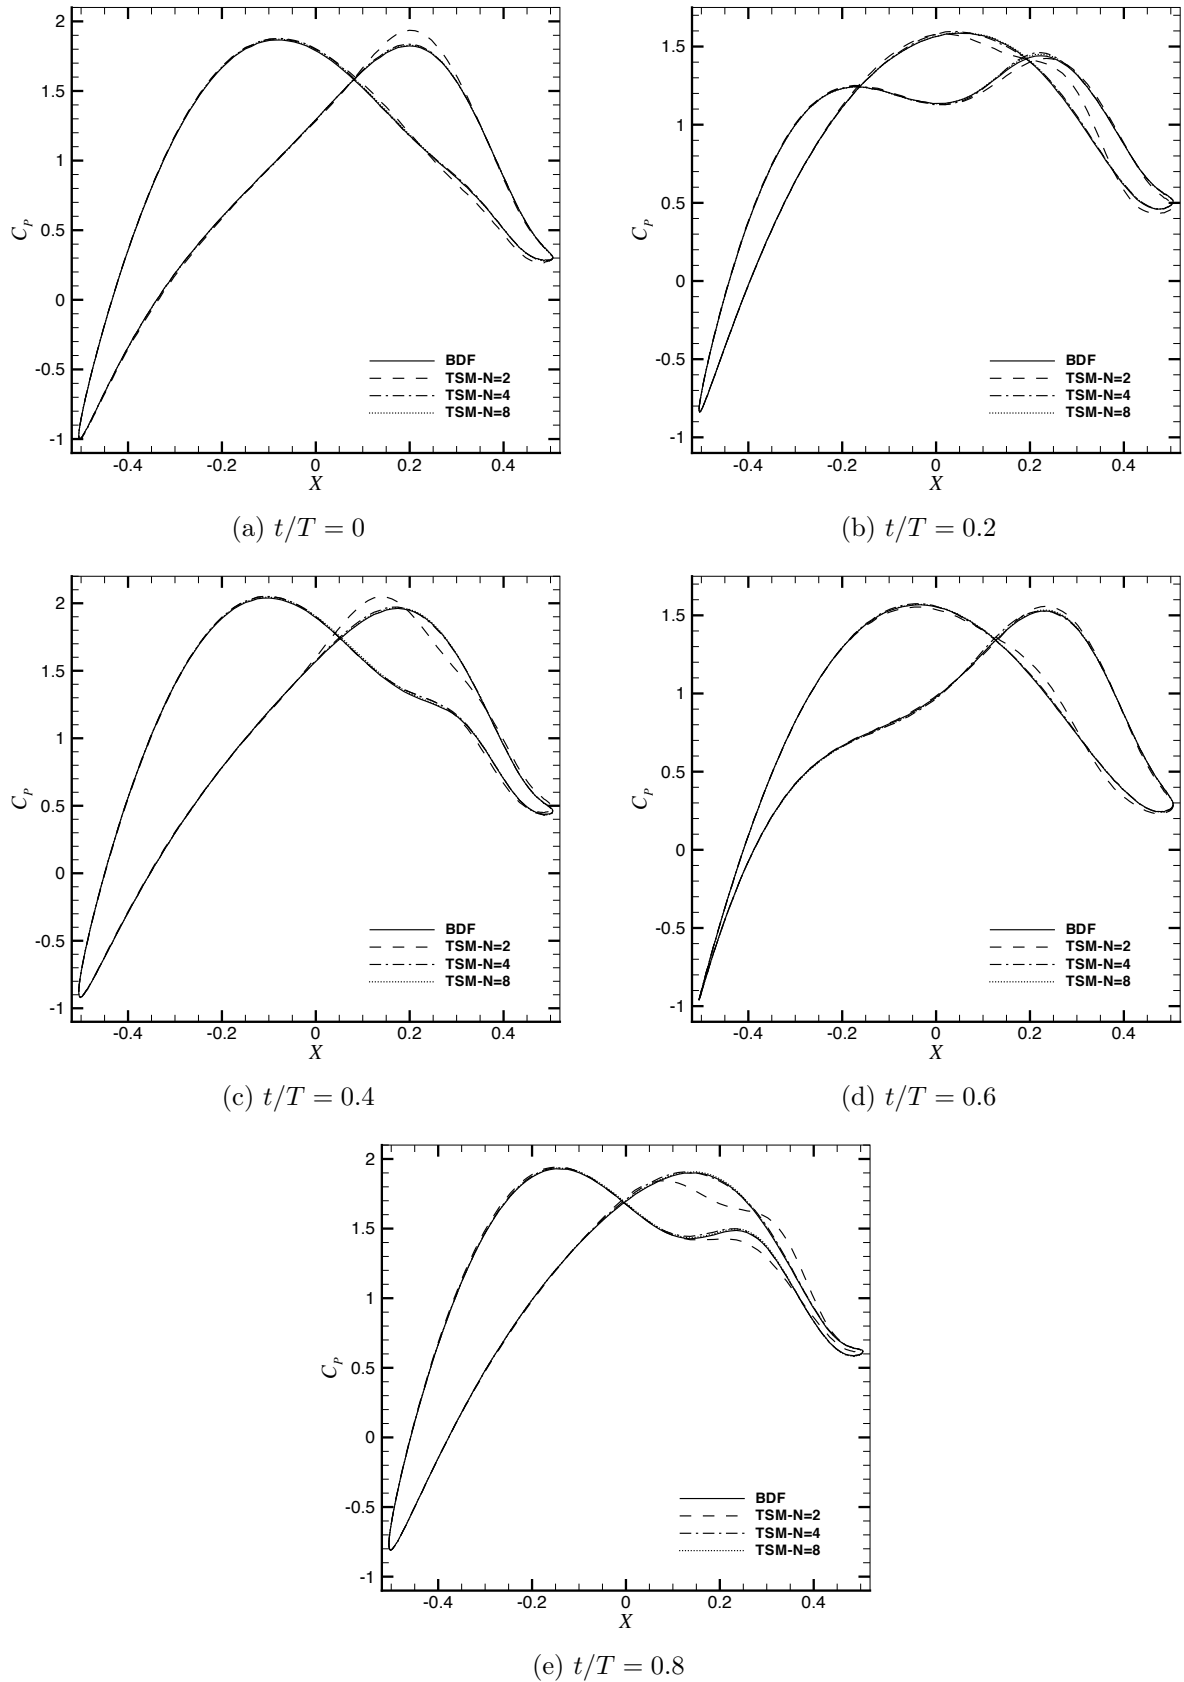 2
1.5
1
0.5
0
-0.5
-1
C_P
-0.4 -0.2 0 0.2 0.4
X
BDF
TSM-N=2
TSM-N=4
TSM-N=8
(a) t/T = 0
1.5
1
0.5
0
-0.5
-1
C_P
-0.4 -0.2 0 0.2 0.4
X
BDF
TSM-N=2
TSM-N=4
TSM-N=8
(b) t/T = 0.2
2
1.5
1
0.5
0
-0.5
-1
C_P
-0.4 -0.2 0 0.2 0.4
X
BDF
TSM-N=2
TSM-N=4
TSM-N=8
(c) t/T = 0.4
1.5
1
0.5
0
-0.5
-1
C_P
-0.4 -0.2 0 0.2 0.4
X
BDF
TSM-N=2
TSM-N=4
TSM-N=8
(d) t/T = 0.6
2
1.5
1
0.5
0
-0.5
-1
C_P
-0.4 -0.2 0 0.2 0.4
X
BDF
TSM-N=2
TSM-N=4
TSM-N=8
(e) t/T = 0.8